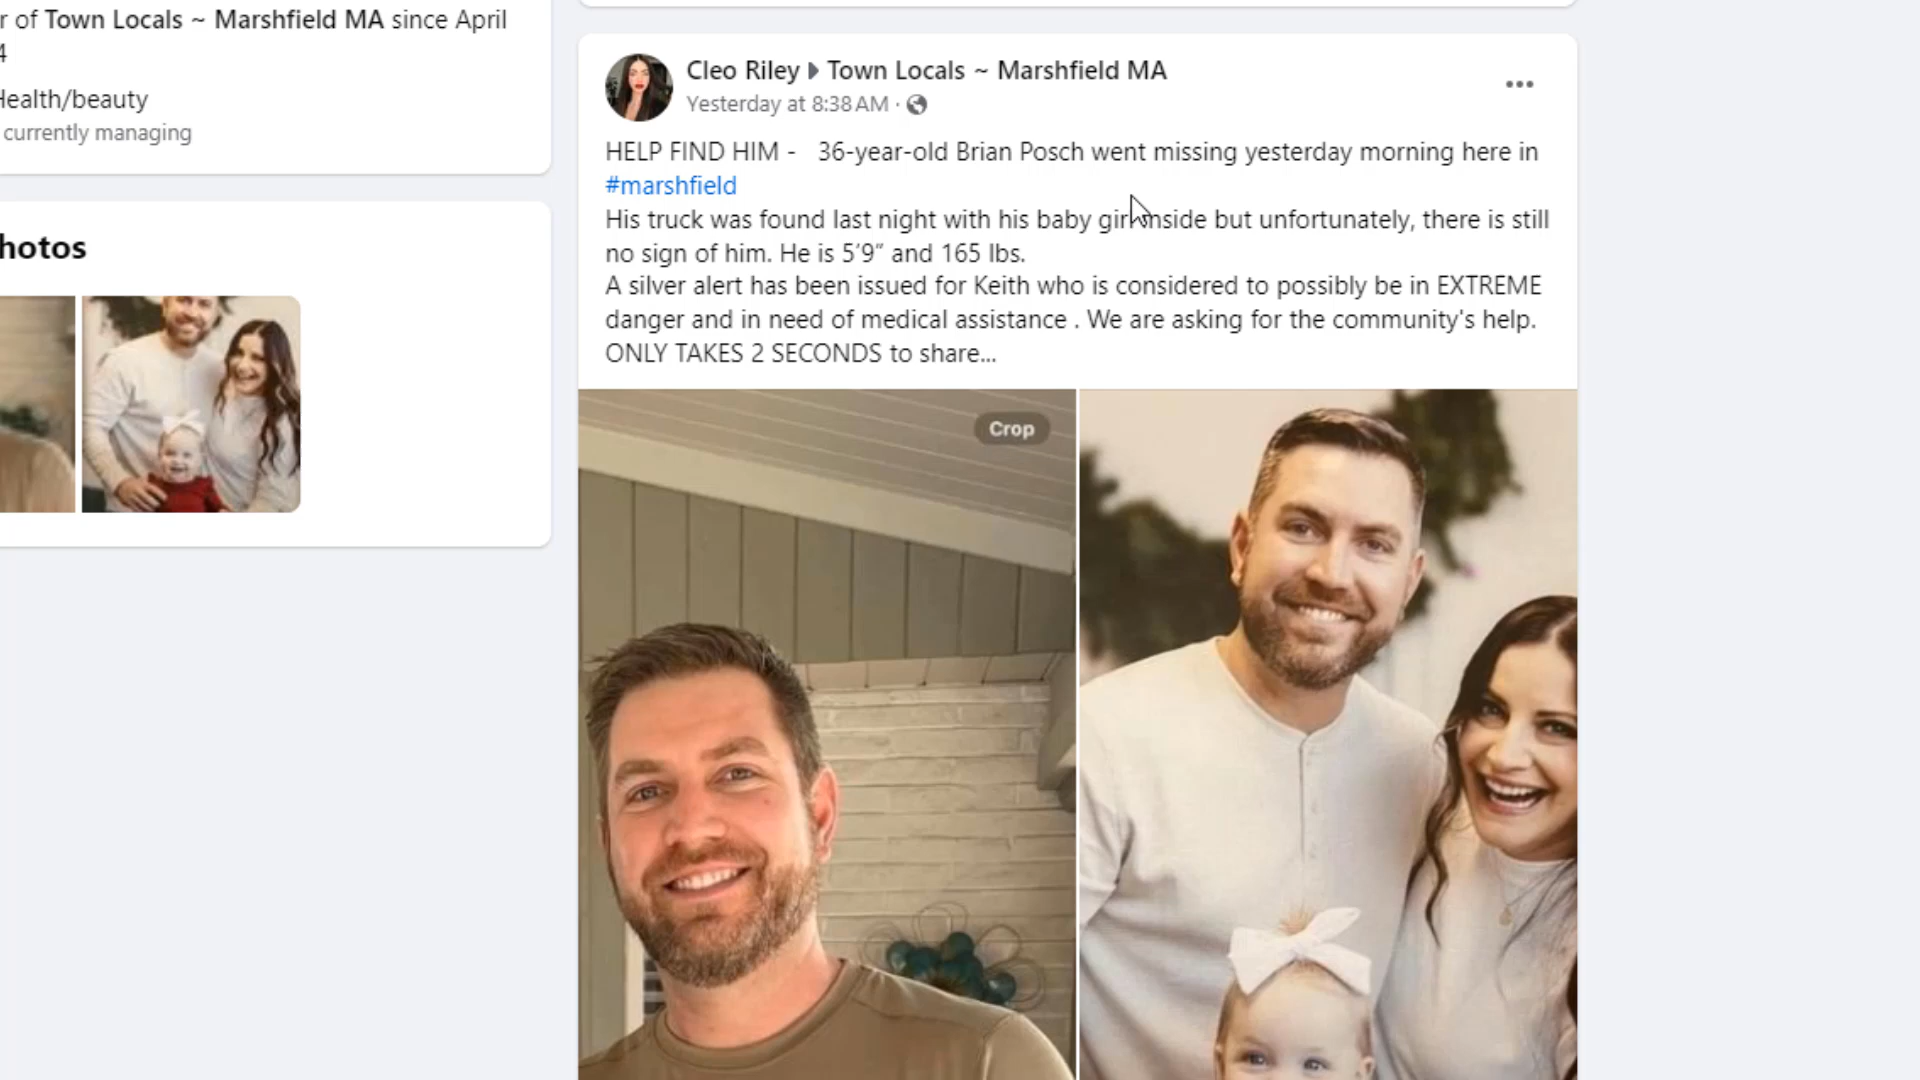 r of Town Locals ~ Marshfield MA since April
4
Health/beauty
currently managing
hotos
Cleo Riley Town Locals ~ Marshfield MA
Yesterday at 8:38 AM ·
HELP FIND HIM - 36-year-old Brian Posch went missing yesterday morning here in
#marshfield
His truck was found last night with his baby girl inside but unfortunately, there is still
no sign of him. He is 5’9” and 165 lbs.
A silver alert has been issued for Keith who is considered to possibly be in EXTREME
danger and in need of medical assistance . We are asking for the community's help.
ONLY TAKES 2 SECONDS to share...
Crop